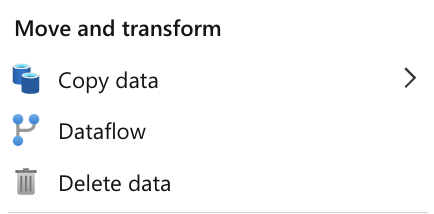 Move and transform
Copy data
Dataflow
Delete data